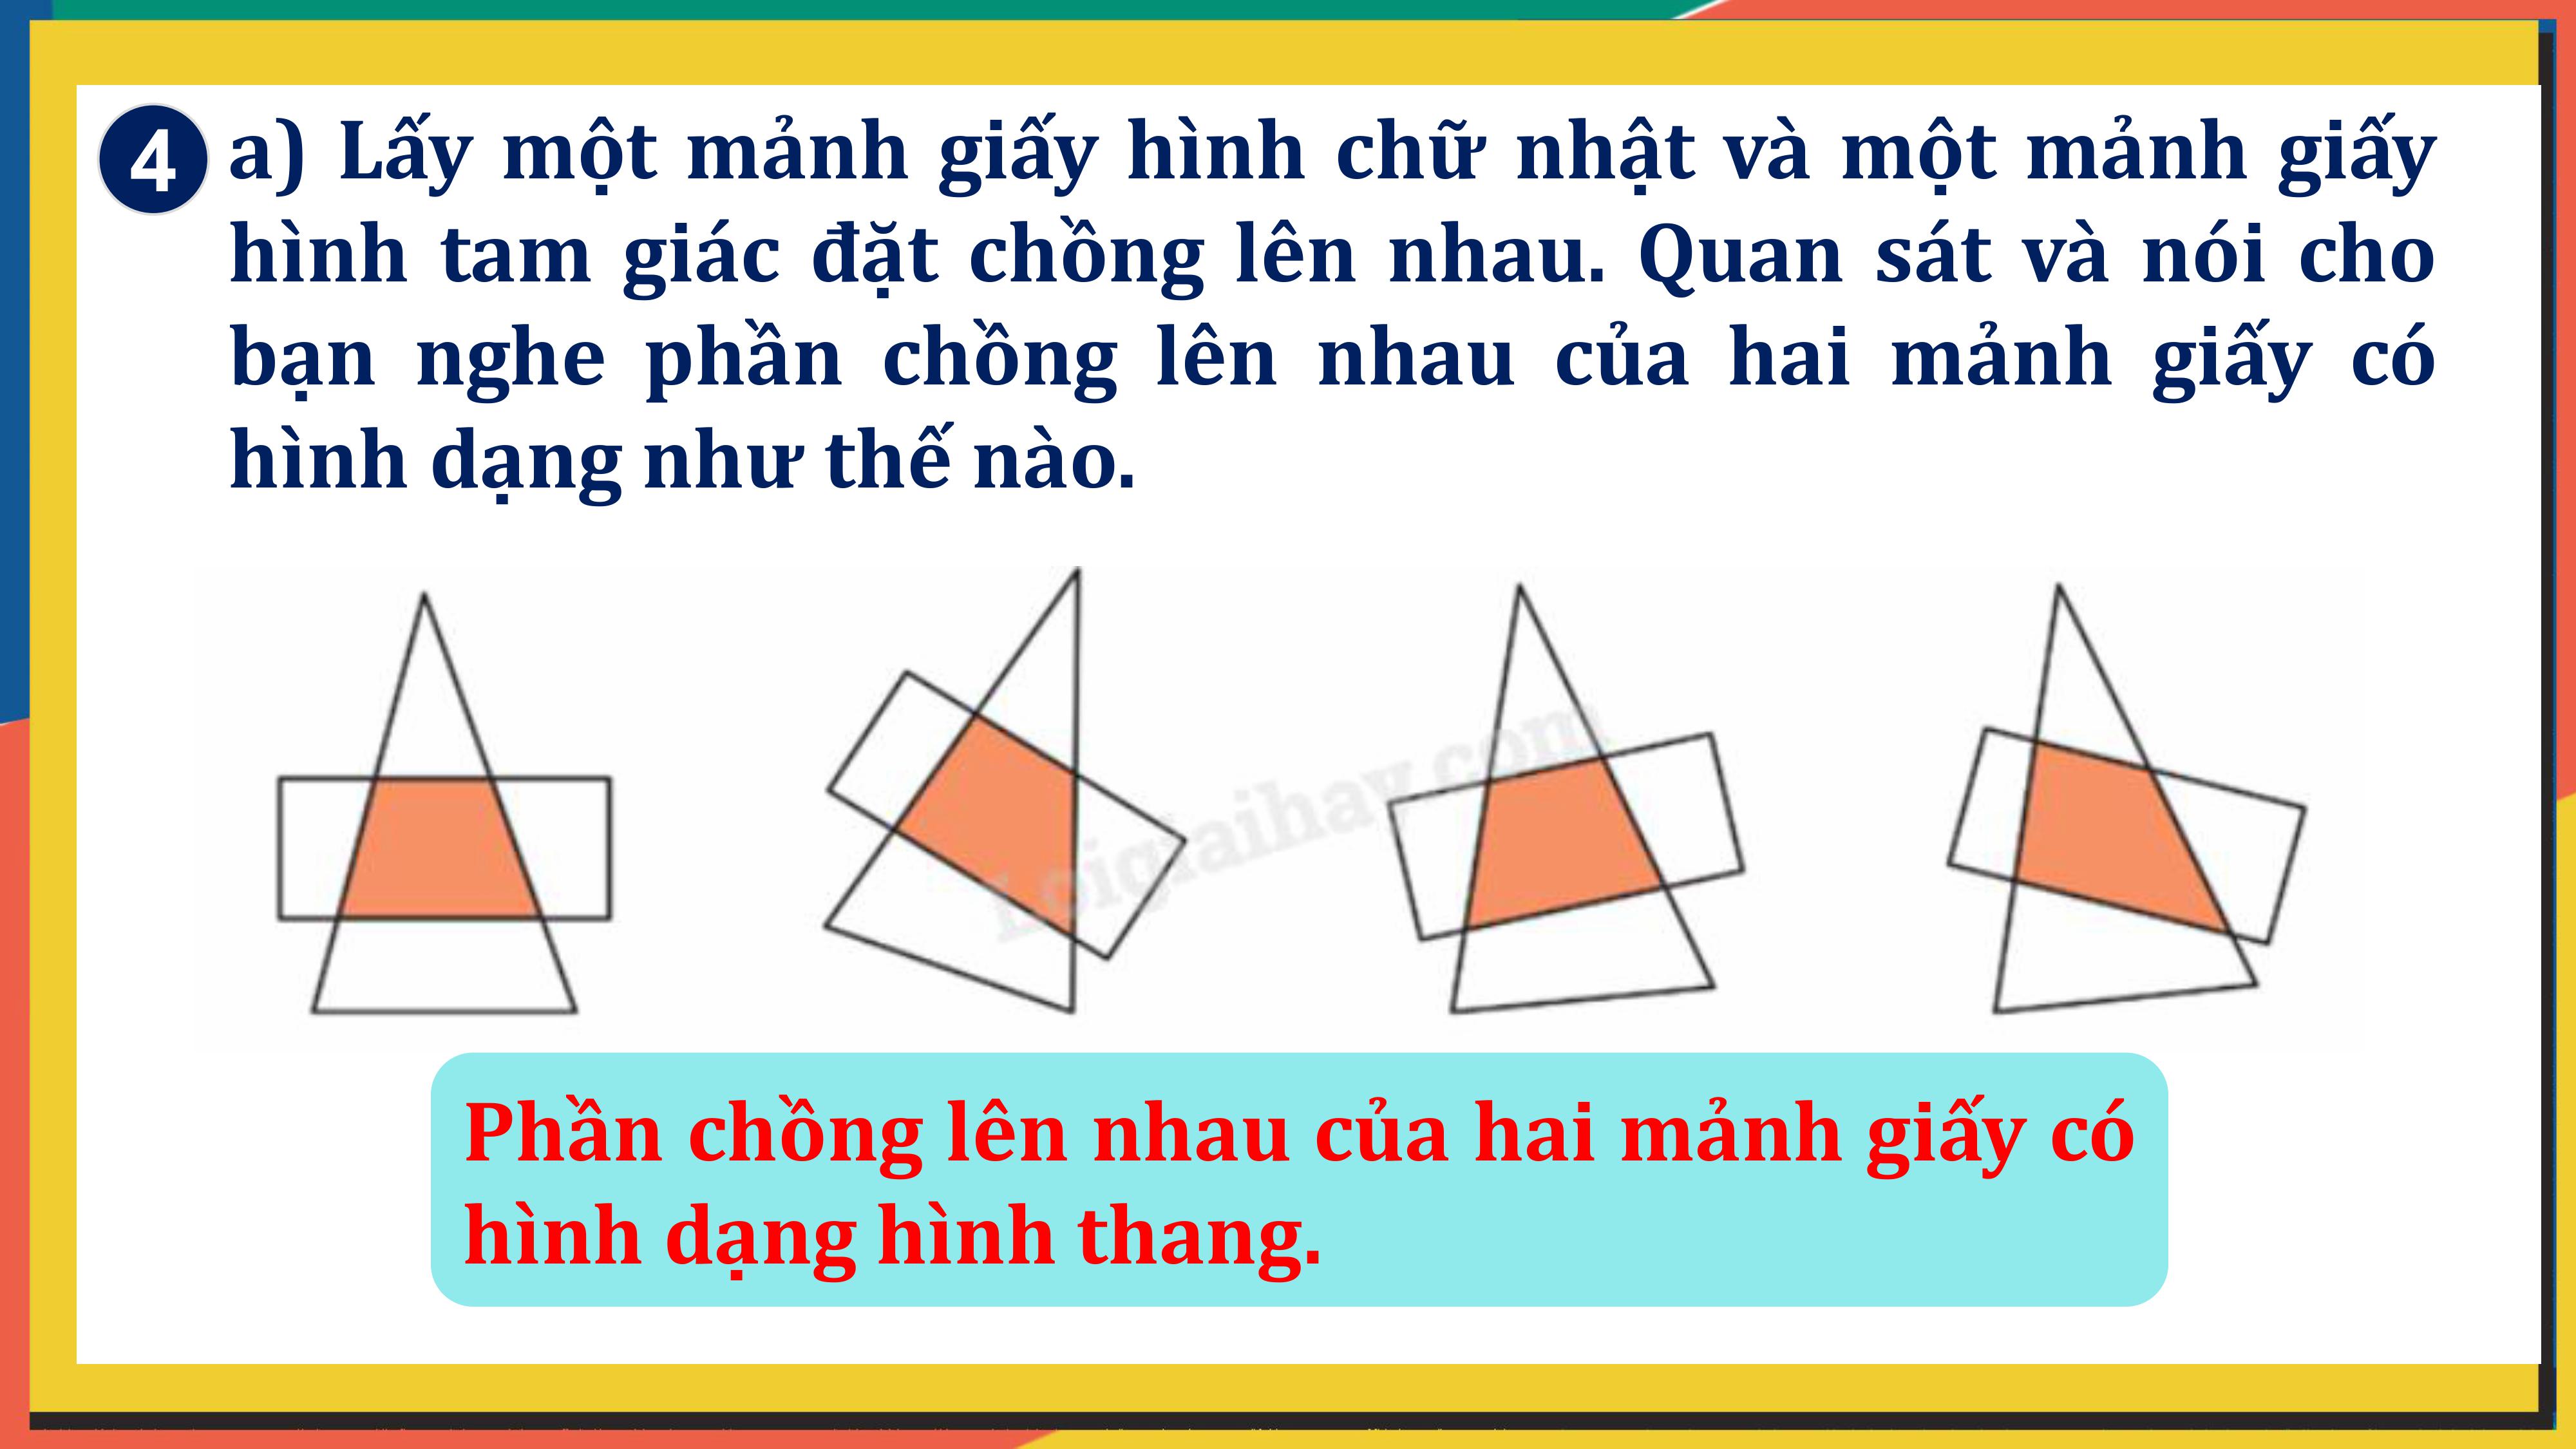 4 a) Lấy một mảnh giấy hình chữ nhật và một mảnh giấy
hình tam giác đặt chồng lên nhau. Quan sát và nói cho
bạn nghe phần chồng lên nhau của hai mảnh giấy có
hình dạng như thế nào.
Loigiaihay.com
Phần chồng lên nhau của hai mảnh giấy có
hình dạng hình thang.